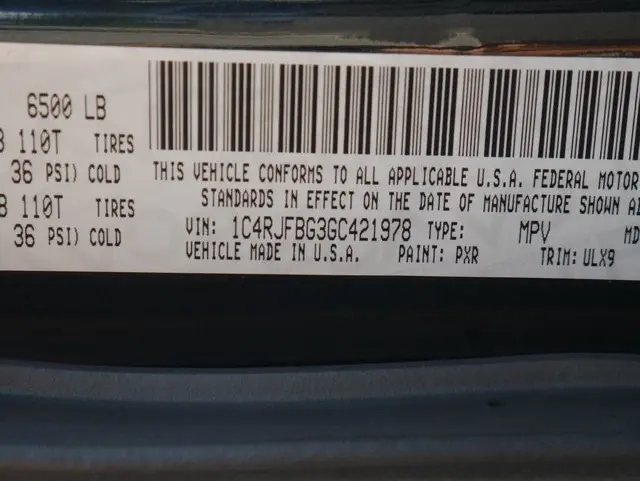 6500 LB
110T TIRES
36 PSI) COLD
110T TIRES
36 PSI) COLD
THIS VEHICLE CONFORMS TO ALL APPLICABLE U.S.A. FEDERAL MOTOR
STANDARDS IN EFFECT ON THE DATE OF MANUFACTURE SHOWN
VIN: 1C4RJFBG3GC421978 TYPE: MPV MD
VEHICLE MADE IN U.S.A. PAINT: PXR TRIM: ULX9